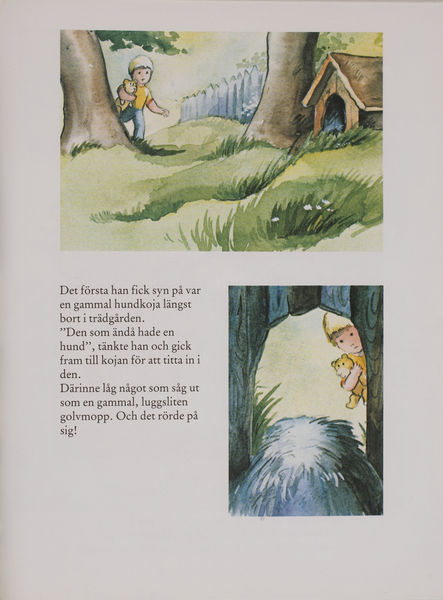 Det första han fick syn på var
en gammal hundkoja längst
bort i trädgården.
”Den som ändå hade en
hund”, tänkte han och gick
fram till kojan för att titta in i
den.
Därinne låg något som såg ut
som en gammal, luggsliten
golvmopp. Och det rörde på
sig!